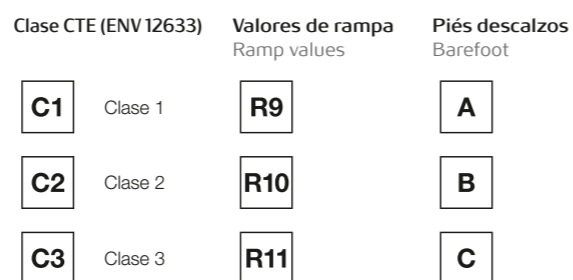 Clase CTE (ENV 12633) Valores de rampa Piés descalzos
Ramp values Barefoot
C1 Clase 1 R9 A
C2 Clase 2 R10 B
C3 Clase 3 R11 C